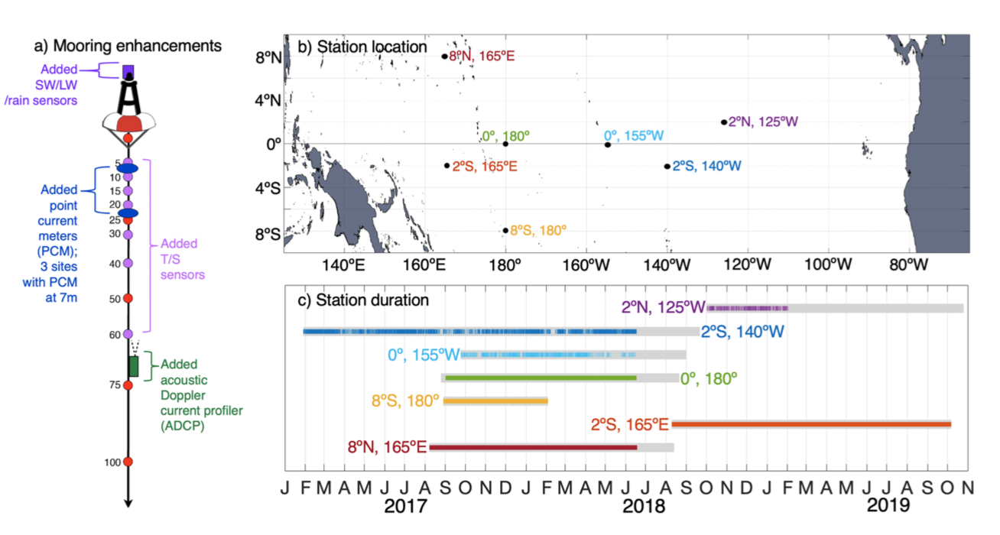 a) Mooring enhancements
Added
SW/LW
/rain sensors
5
10
15
20
25
30
40
50
60
75
100
Added
point
current
meters
(PCM);
3 sites
with PCM
at 7m
Added
T/S
sensors
Added
acoustic
Doppler
current profiler
(ADCP)
b) Station location
8ºN
4ºN
0º
4ºS
8ºS
8ºN, 165ºE
2ºN, 125ºW
0º, 180º
0º, 155ºW
2ºS, 165ºE
2ºS, 140ºW
8ºS, 180º
140ºE 160ºE 180º 160ºW 140ºW 120ºW 100ºW 80ºW
c) Station duration
2ºN, 125ºW
2ºS, 140ºW
0º, 155ºW
0º, 180º
8ºS, 180º
2ºS, 165ºE
8ºN, 165ºE
J F M A M J J A S O N D J F M A M J J A S O N D J F M A M J J A S O N
2017 2018 2019